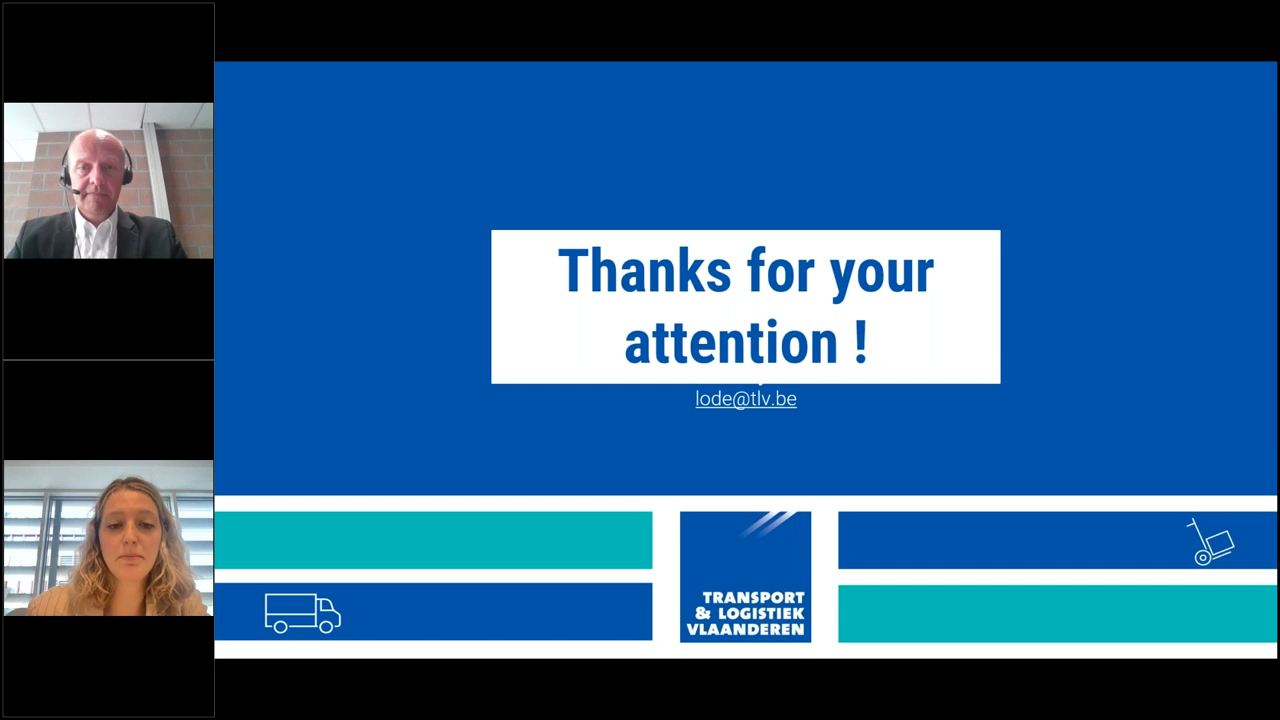 Thanks for your
attention !
lode@tlv.be
TRANSPORT
& LOGISTIEK
VLAANDEREN